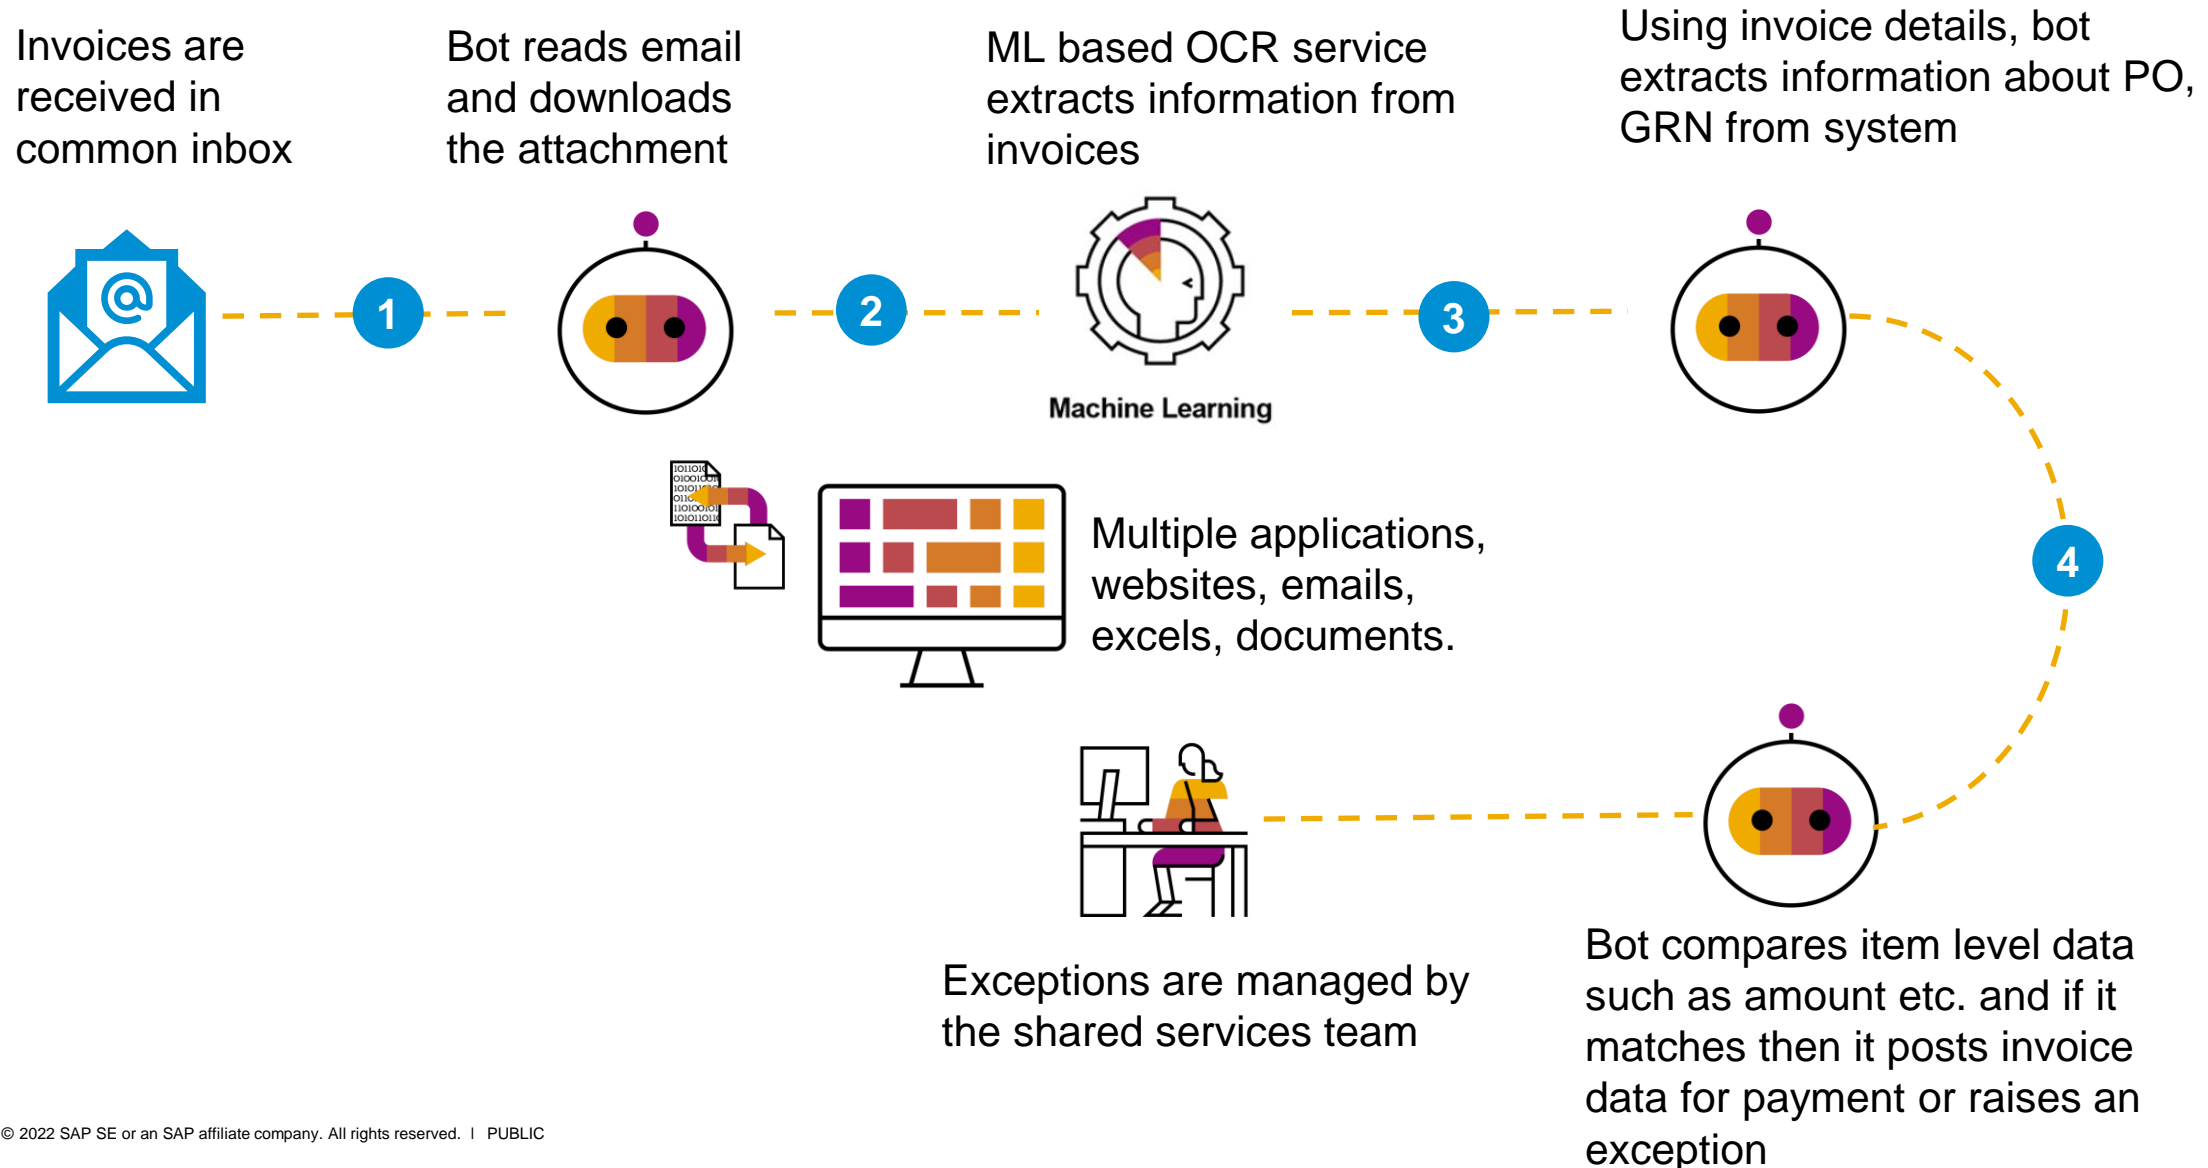 Invoices are
received in
common inbox
Bot reads email
and downloads
the attachment
ML based OCR service
extracts information from
invoices
Using invoice details, bot
extracts information about PO,
GRN from system
1
2
3
Machine Learning
Multiple applications,
websites, emails,
excels, documents.
4
Exceptions are managed by
the shared services team
Bot compares item level data
such as amount etc. and if it
matches then it posts invoice
data for payment or raises an
exception
© 2022 SAP SE or an SAP affiliate company. All rights reserved. ǀ PUBLIC